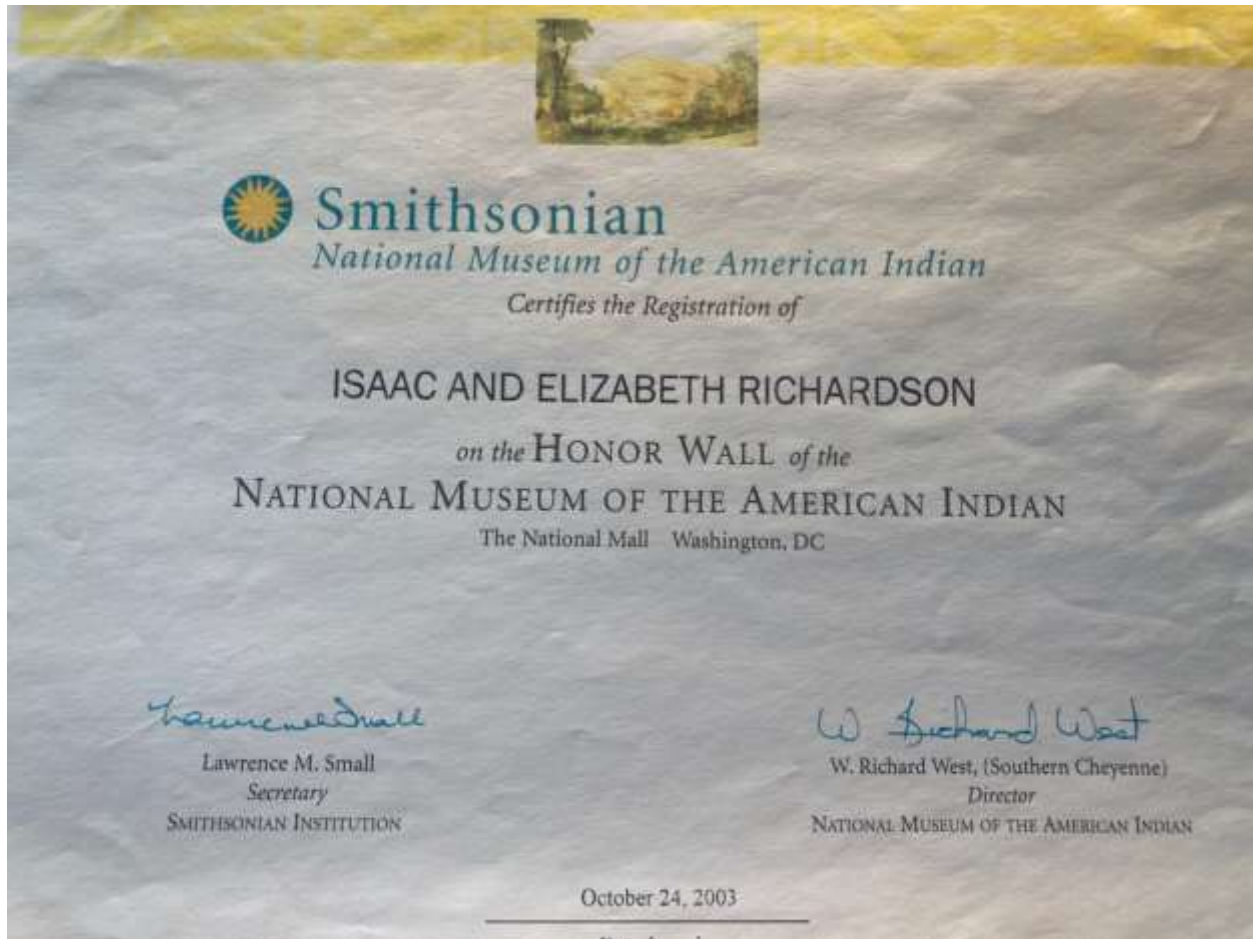 Smithsonian
National Museum of the American Indian
Certifies the Registration of
ISAAC AND ELIZABETH RICHARDSON
on the HONOR WALL of the
NATIONAL MUSEUM OF THE AMERICAN INDIAN
The National Mall Washington, DC
W Richard West
Lawrence M. Small
W. Richard West, (Southern Cheyenne)
Secretary
Director
SMITHSONIAN INSTITUTION
NATIONAL MUSEUM OF THE AMERICAN INDIAN
October 24, 2003